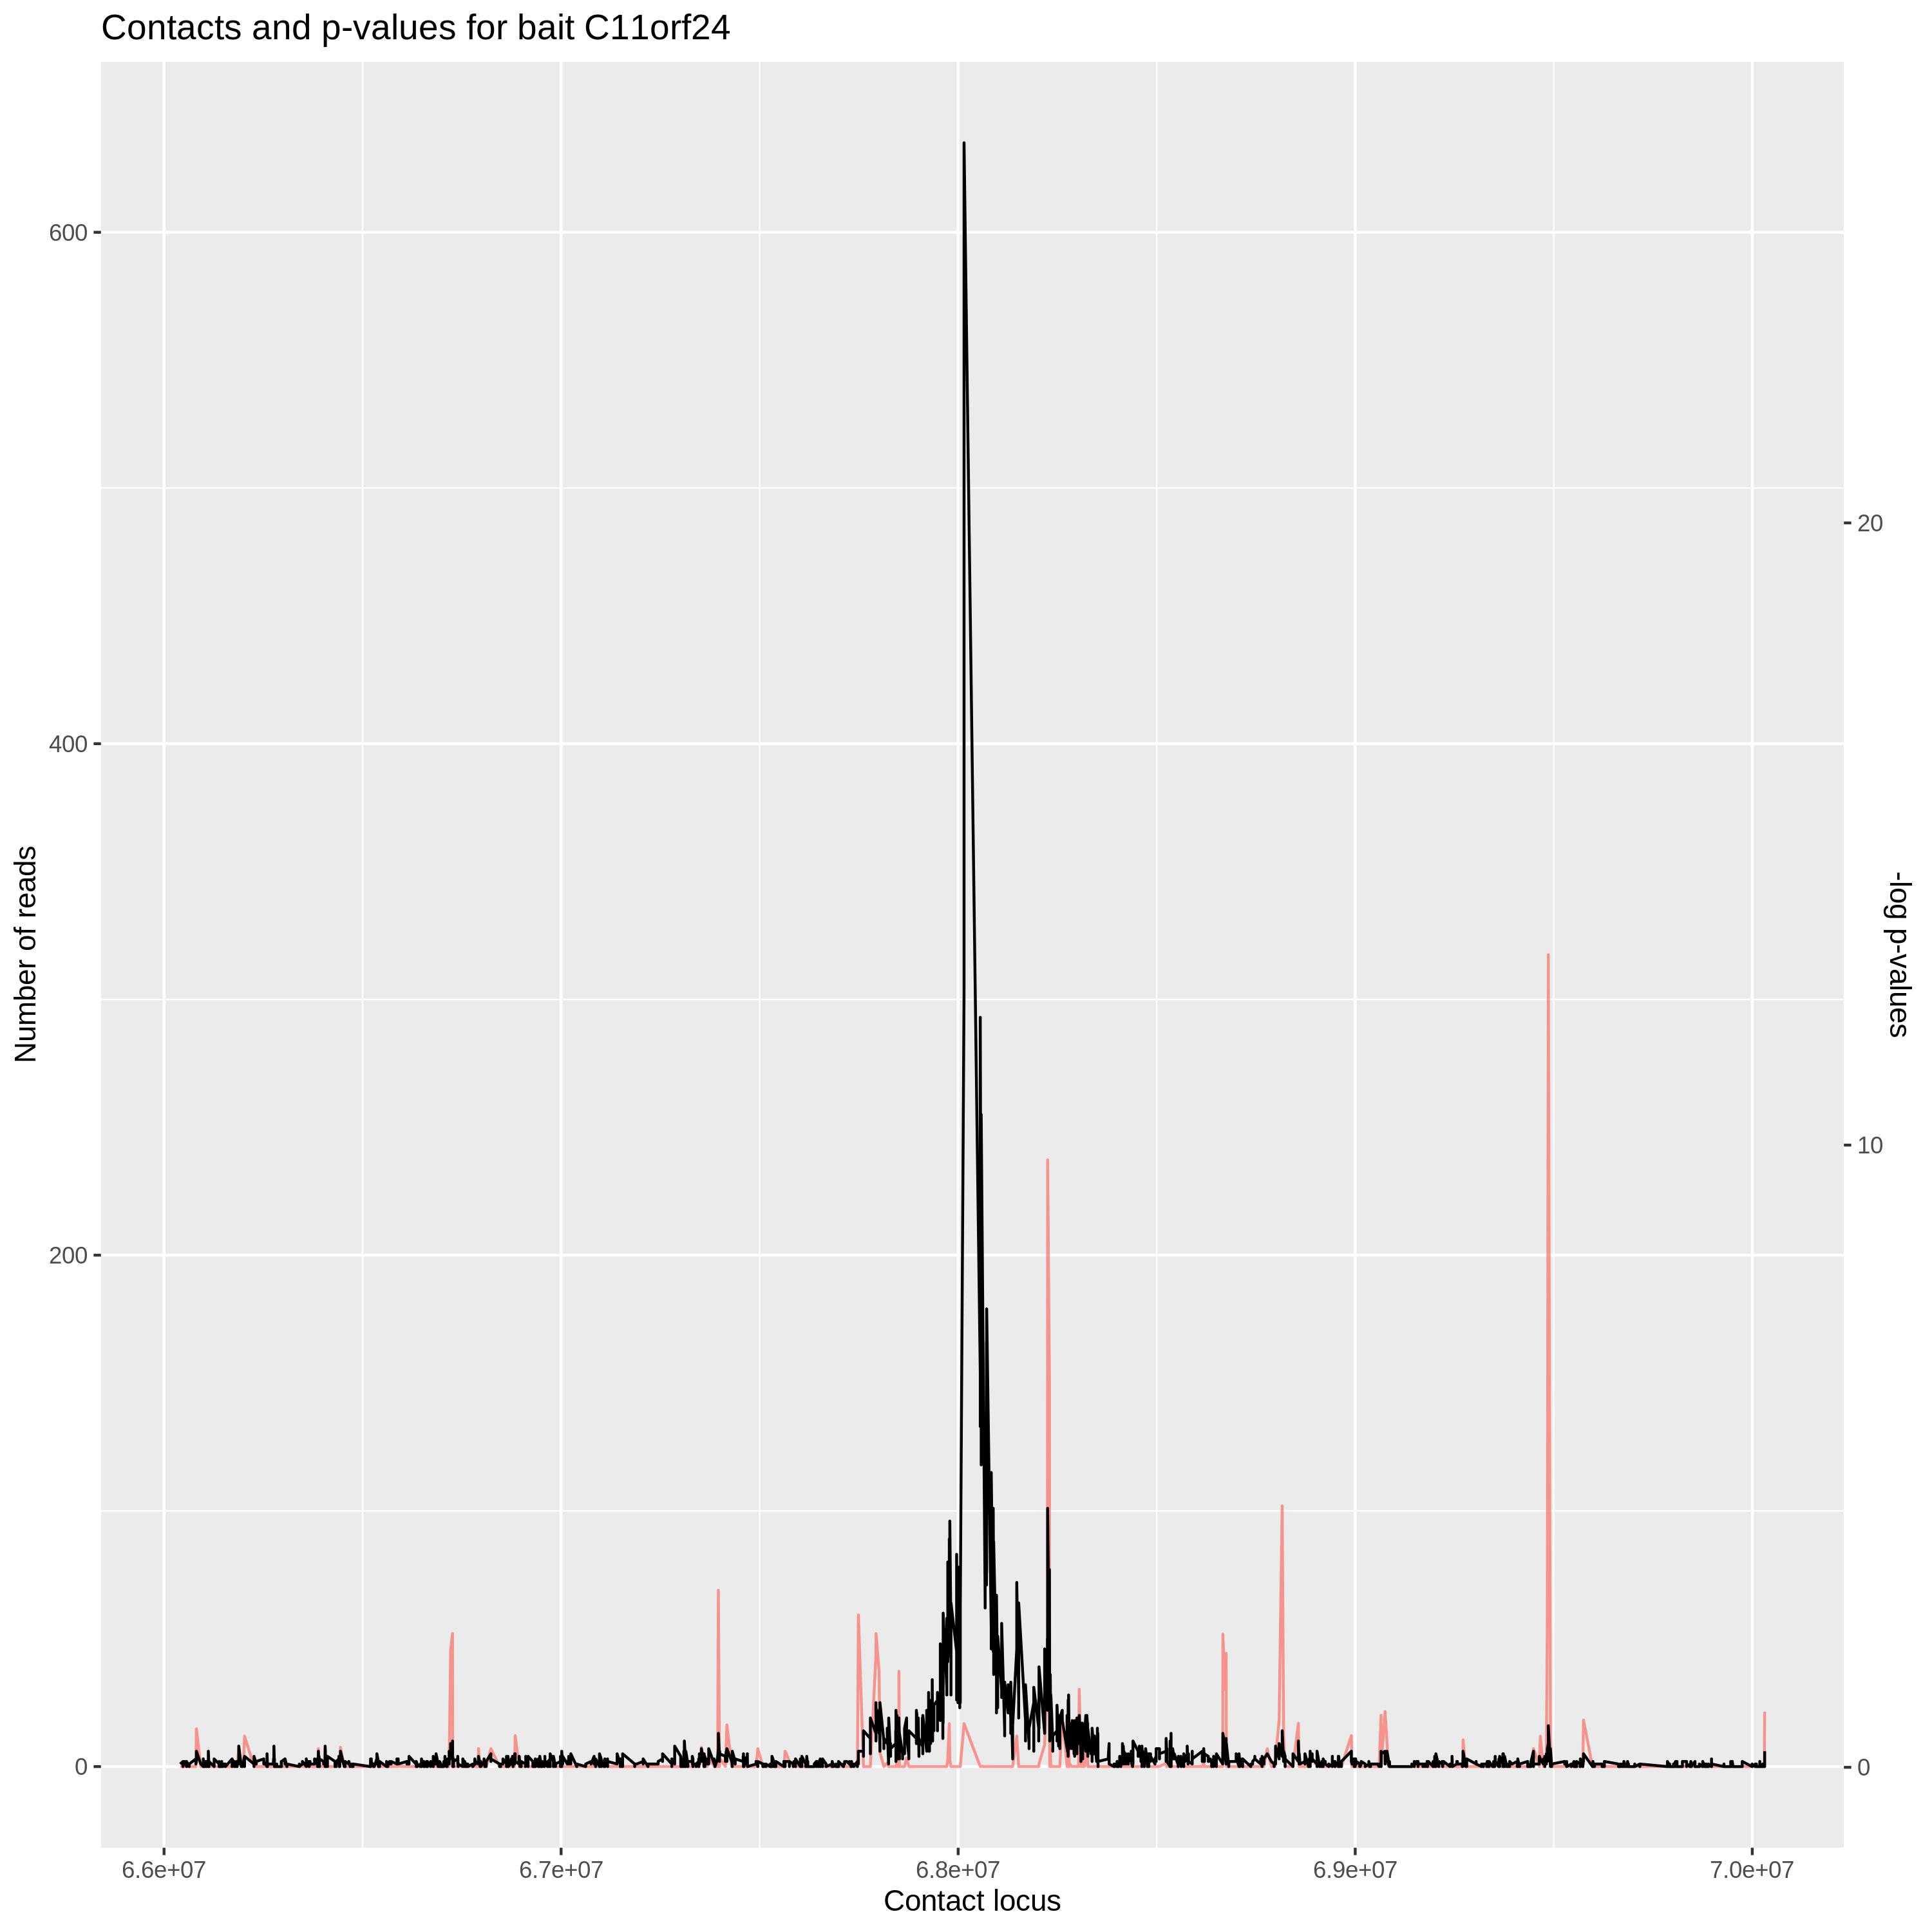 Contacts and p-values for bait C11orf24
600
400
200
0
Number of reads
20
10
0
-log p-values
6.6e+07
6.7e+07
6.8e+07
6.9e+07
7.0e+07
Contact locus